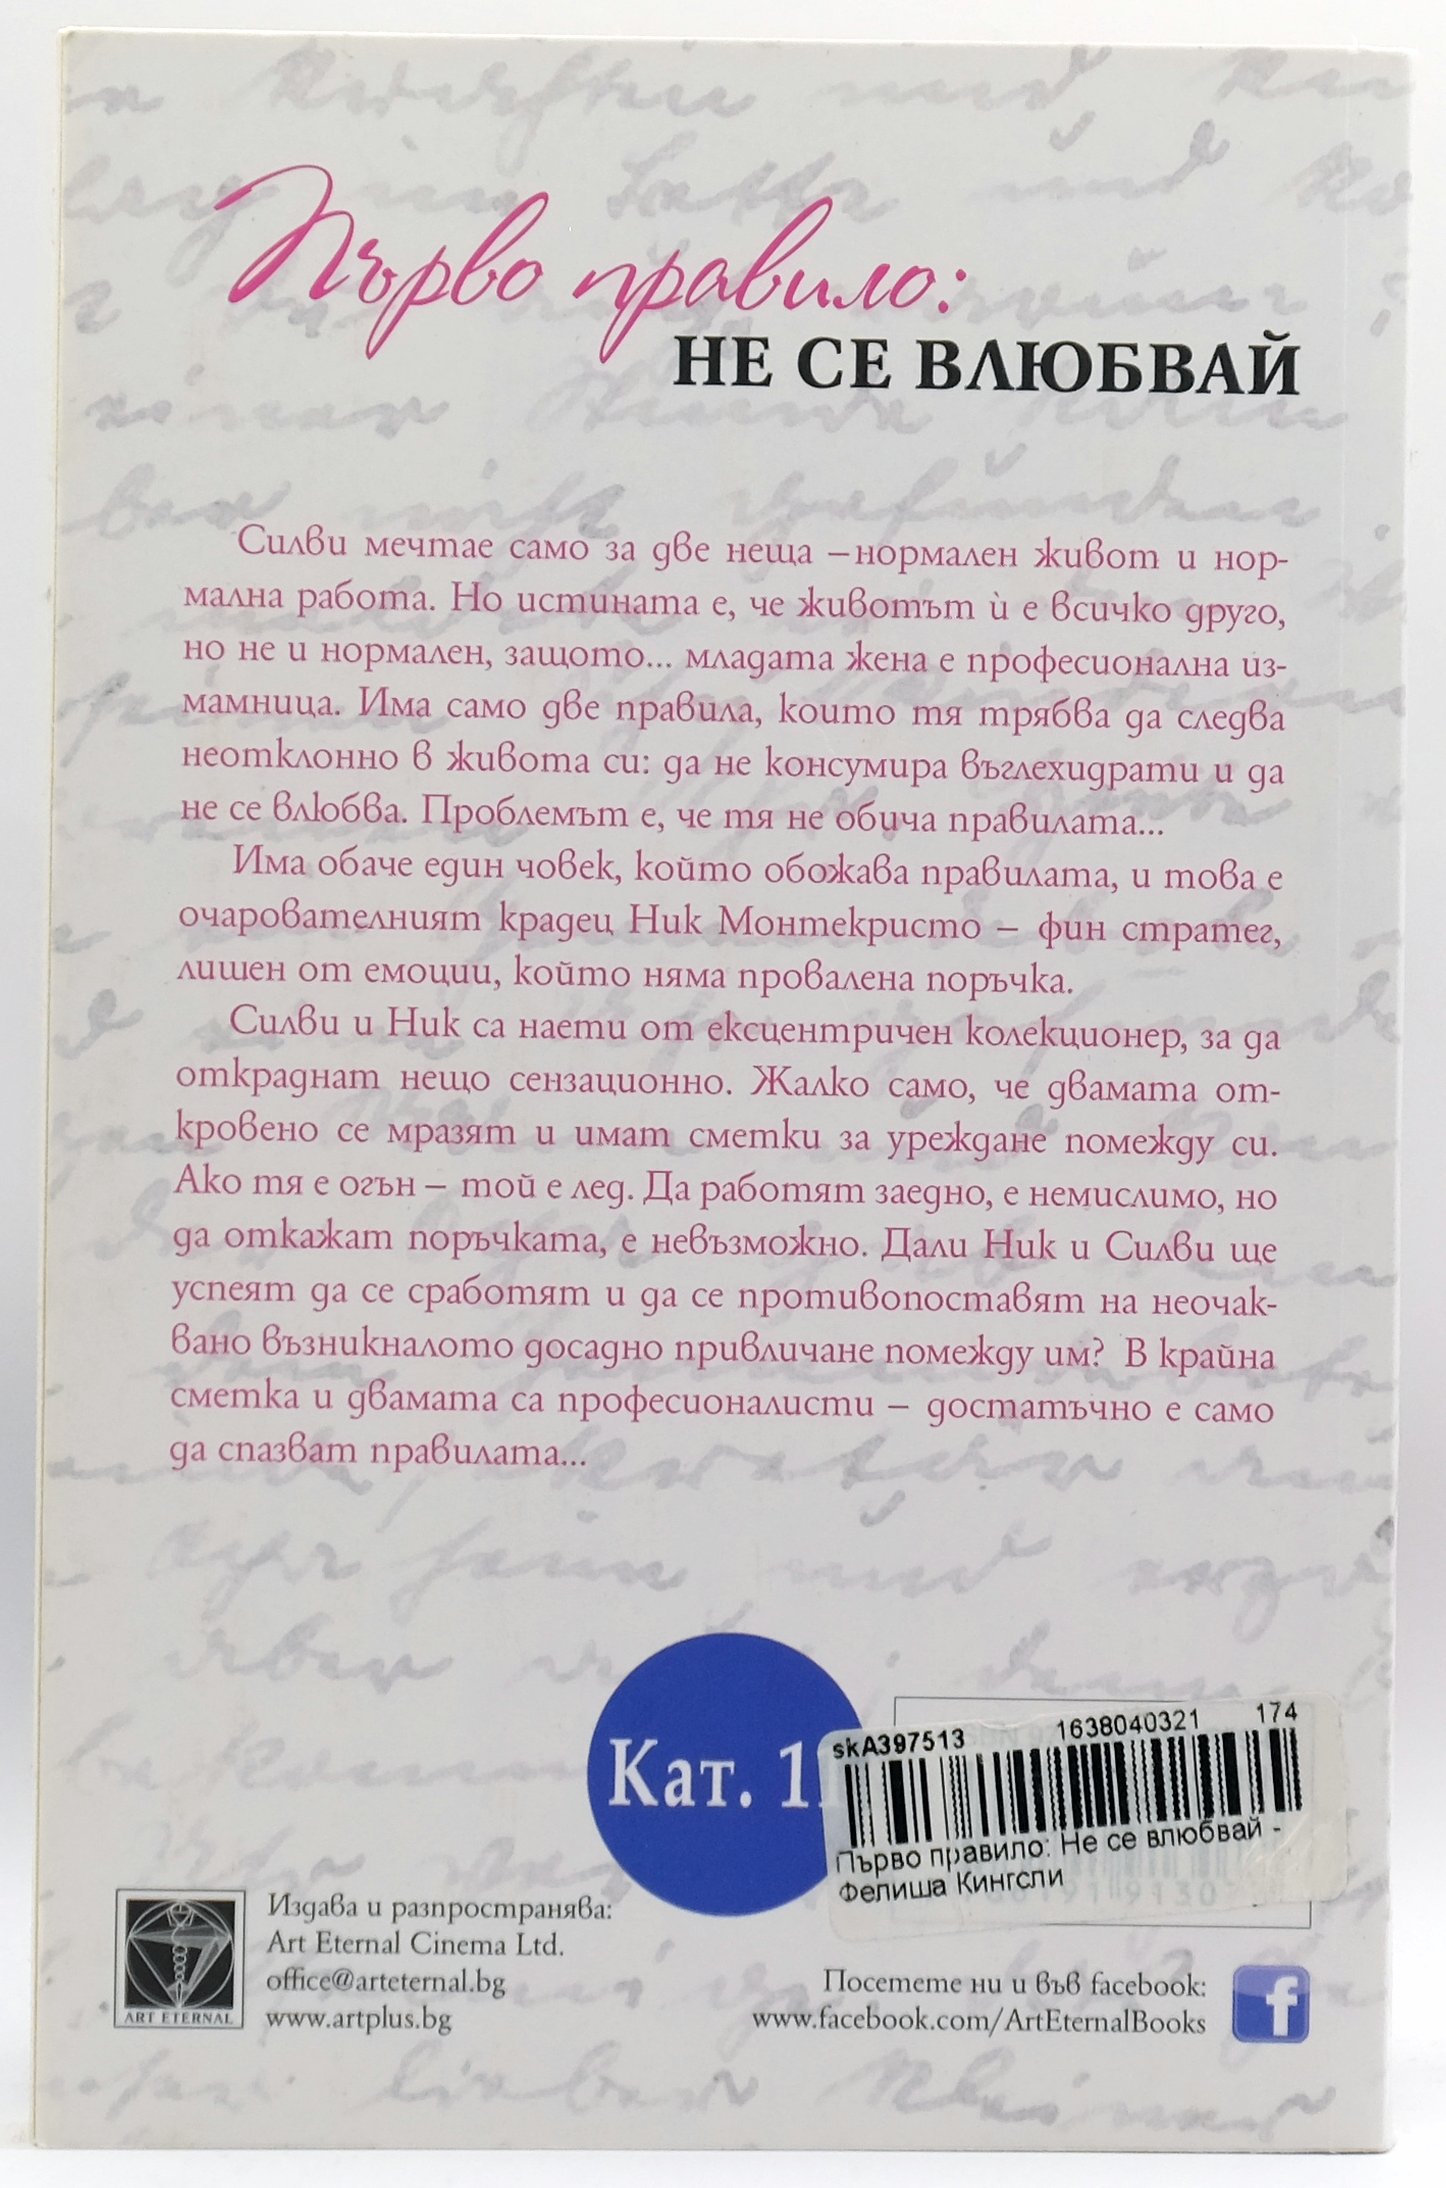 Първо правило:
НЕ СЕ ВЛЮБВАЙ
Силви мечтае само за две неща – нормален живот и нор-
мална работа. Но истината е, че животът ѝ е всичко друго,
но не и нормален, защото... младата жена е професионална из-
мамница. Има само две правила, които тя трябва да следва
неотклонно в живота си: да не консумира въглехидрати и да
не се влюбва. Проблемът е, че тя не обича правилата...
Има обаче един човек, който обожава правилата, и това е
очарователният крадец Ник Монтекристо – фин стратег,
лишен от емоции, който няма провалена поръчка.
Силви и Ник са наети от ексцентричен колекционер, за да
откраднат нещо сензационно. Жалко само, че двамата от-
кровено се мразят и имат сметки за уреждане помежду си.
Ако тя е огън – той е лед. Да работят заедно, е немислимо, но
да откажат поръчката, е невъзможно. Дали Ник и Силви ще
успеят да се сработят и да се противопоставят на неочак-
вано възникналото досадно привличане помежду им? В крайна
сметка и двамата са професионалисти – достатъчно е само
да спазват правилата...
Кат.
skA397513 1638040321 174
Първо правило: Не се влюбвай -
Фелиша Кингсли
Издава и разпространява:
Art Eternal Cinema Ltd.
office@arteternal.bg
www.artplus.bg
ART ETERNAL
Посетете ни и във facebook:
www.facebook.com/ArtEternalBooks
f